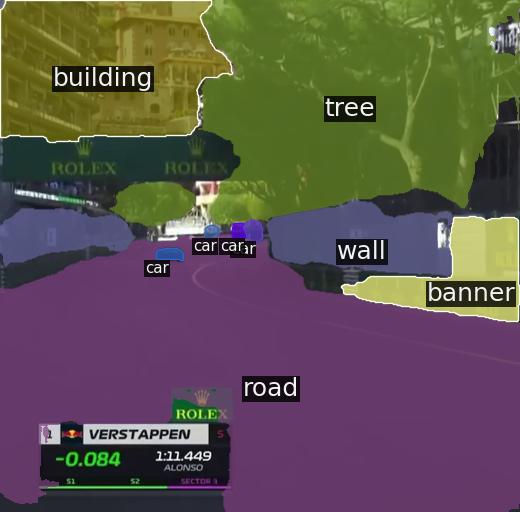 building
tree
ROLEX ROLEX
car car car
car
wall
banner
road
ROLEX
1 VERSTAPPEN S
-0.084 1:11.449
ALONSO
S1 S2 SECTOR 3